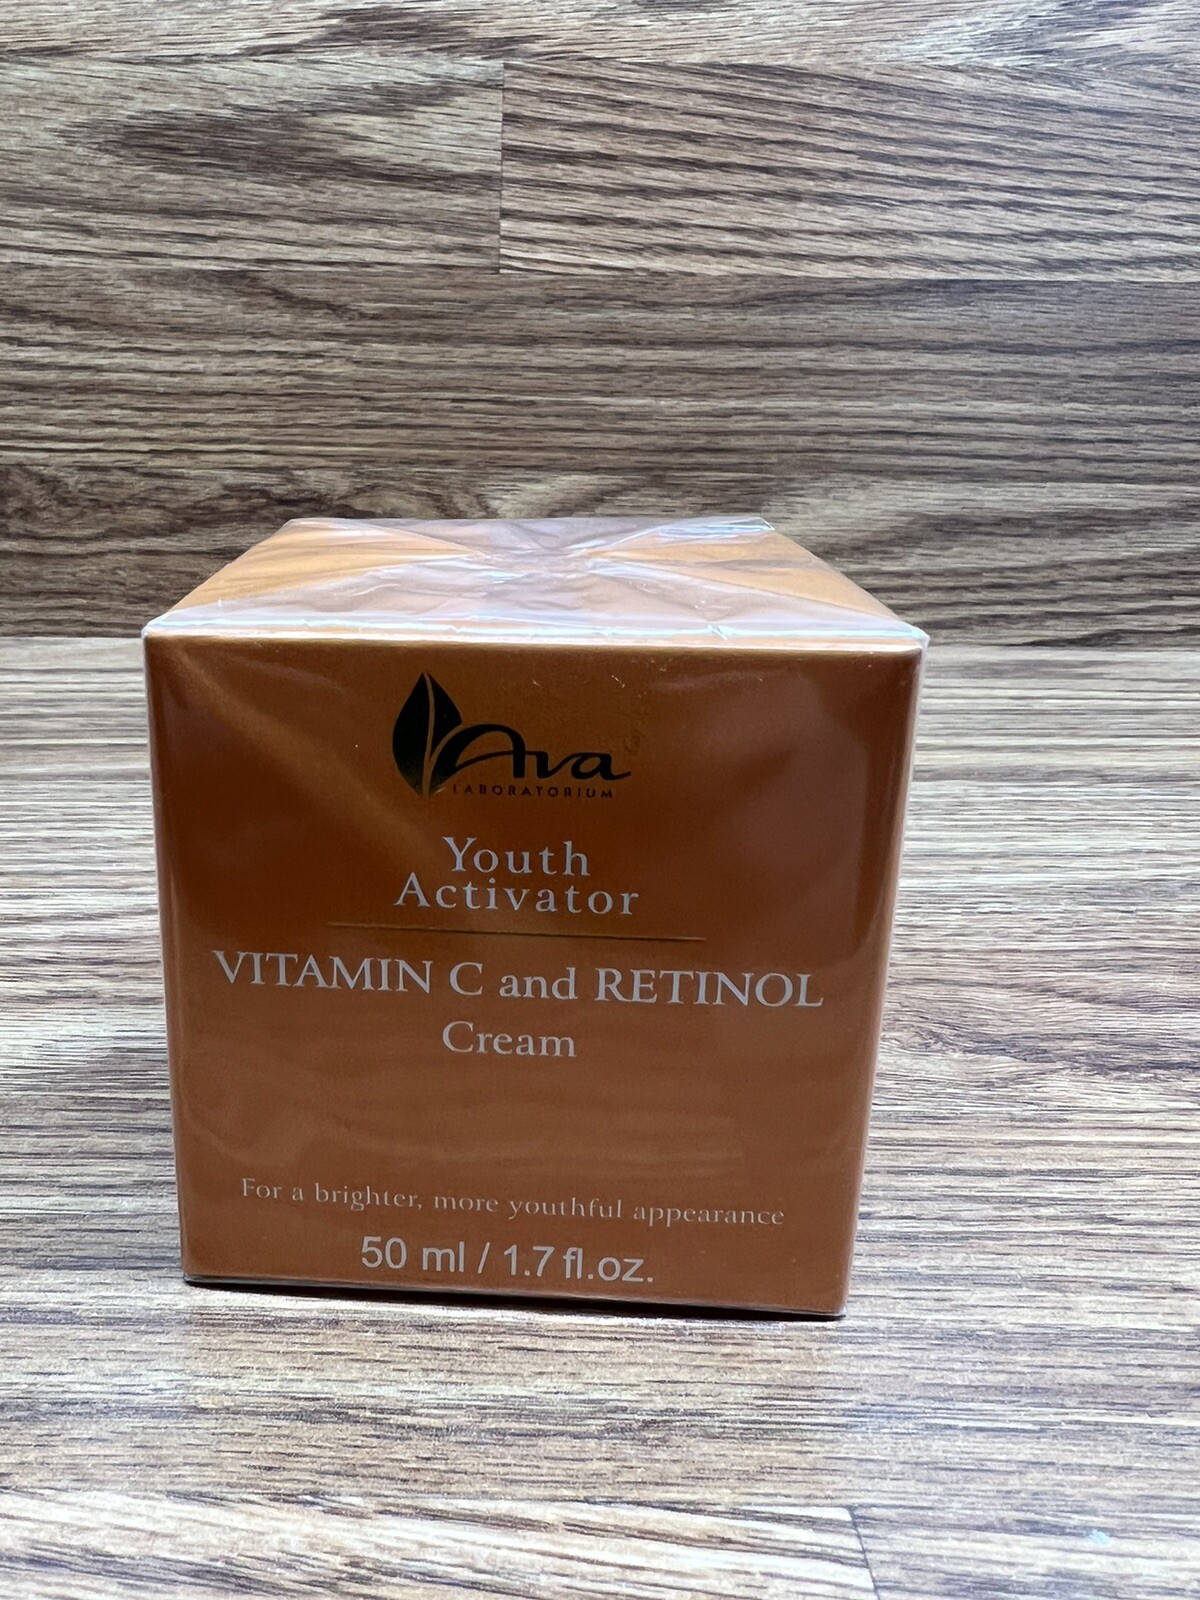 Ava
LABORATORIUM
Youth
Activator
VITAMIN C and RETINOL
Cream
For a brighter, more youthful appearance
50 ml / 1.7 fl.oz.